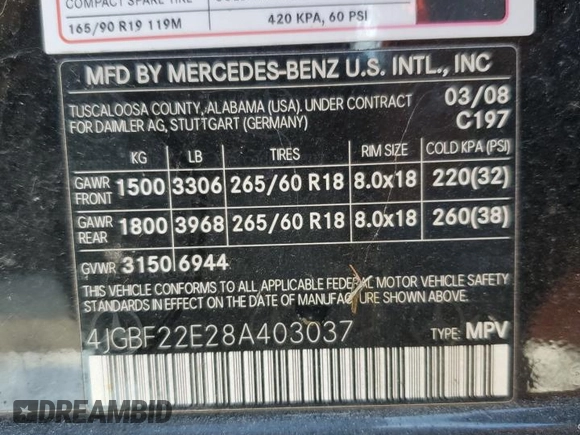 165/90 R19 119M
420 KPA, 60 PSI
MFD BY MERCEDES-BENZ U.S. INTL., INC
TUSCALOOSA COUNTY, ALABAMA (USA). UNDER CONTRACT 03/08
FOR DAIMLER AG, STUTTGART (GERMANY) C197
KG LB TIRES RIM SIZE COLD KPA (PSI)
GAWR FRONT 1500 3306 265/60 R18 8.0x18 220(32)
GAWR REAR 1800 3968 265/60 R18 8.0x18 260(38)
GVWR 3150 6944
THIS VEHICLE CONFORMS TO ALL APPLICABLE FEDERAL MOTOR VEHICLE SAFETY
STANDARDS IN EFFECT ON THE DATE OF MANUFACTURE SHOWN ABOVE
4JGBF22E28A403037 TYPE: MPV
DREAMBID